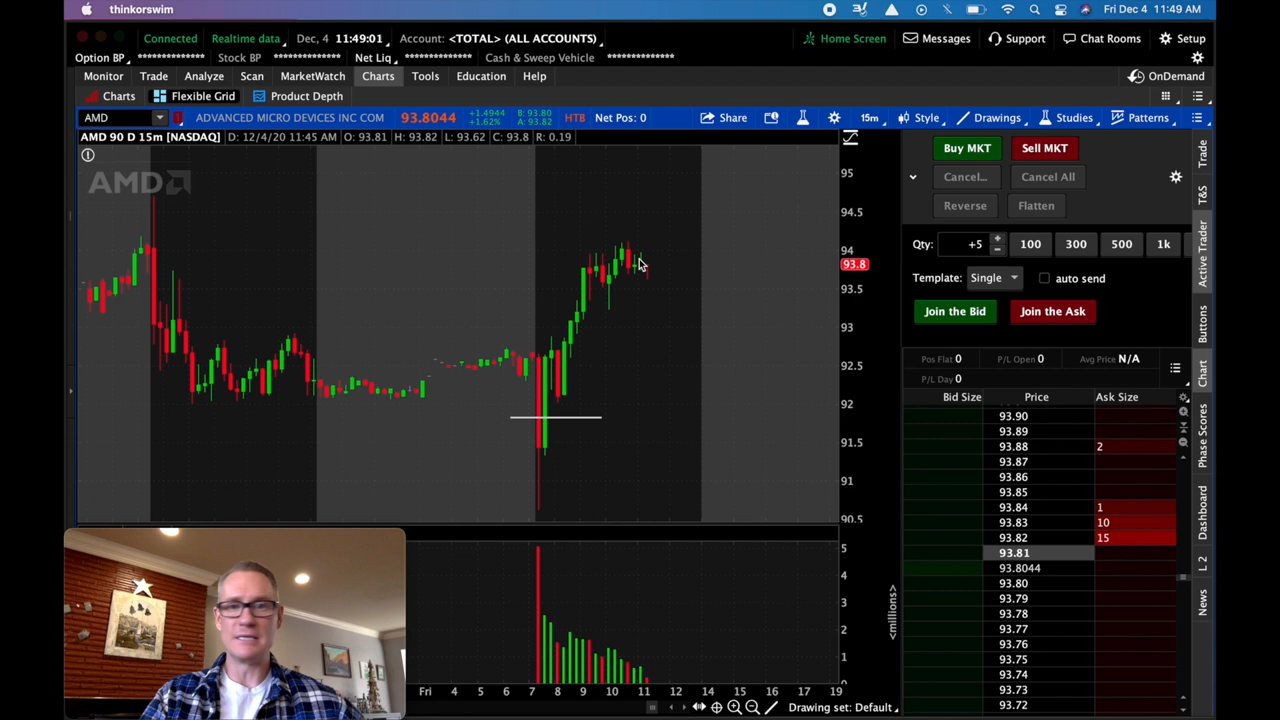 thinkorswim
Fri Dec 4 11:49 AM
Connected Realtime data Dec, 4 11:49:01 Account: <TOTAL> (ALL ACCOUNTS) Home Screen Messages Support Chat Rooms Setup
Option BP ************** Stock BP ************** Net Liq ************** Cash & Sweep Vehicle **************
Monitor Trade Analyze Scan MarketWatch Charts Tools Education Help OnDemand
Charts Flexible Grid Product Depth
AMD ADVANCED MICRO DEVICES INC COM 93.8044 +1.4944 +1.62% B: 93.80 A: 93.82 HTB Net Pos: 0 Share 15m Style Drawings Studies Patterns
AMD 90 D 15m [NASDAQ] D: 12/4/20 11:45 AM O: 93.81 H: 93.82 L: 93.62 C: 93.8 R: 0.19
AMD
95
94.5
94
93.8
93.5
93
92.5
92
91.5
91
90.5
5
4
3
2
1
0
<millions>
Fri 4 5 6 7 8 9 10 11 12 13 14 15 16 17 18 19
Drawing set: Default
Buy MKT Sell MKT
Cancel... Cancel All
Reverse Flatten
Qty: +5 100 300 500 1k
Template: Single auto send
Join the Bid Join the Ask
Pos Flat 0 P/L Open 0 Avg Price N/A
P/L Day 0
Bid Size Price Ask Size
93.90
93.89
93.88 2
93.87
93.86
93.85
93.84 1
93.83 10
93.82 15
93.81
93.8044
93.80
93.79
93.78
93.77
93.76
93.75
93.74
93.73
93.72
Trade
T&S
Active Trader
Buttons
Chart
Phase Scores
Dashboard
L 2
News